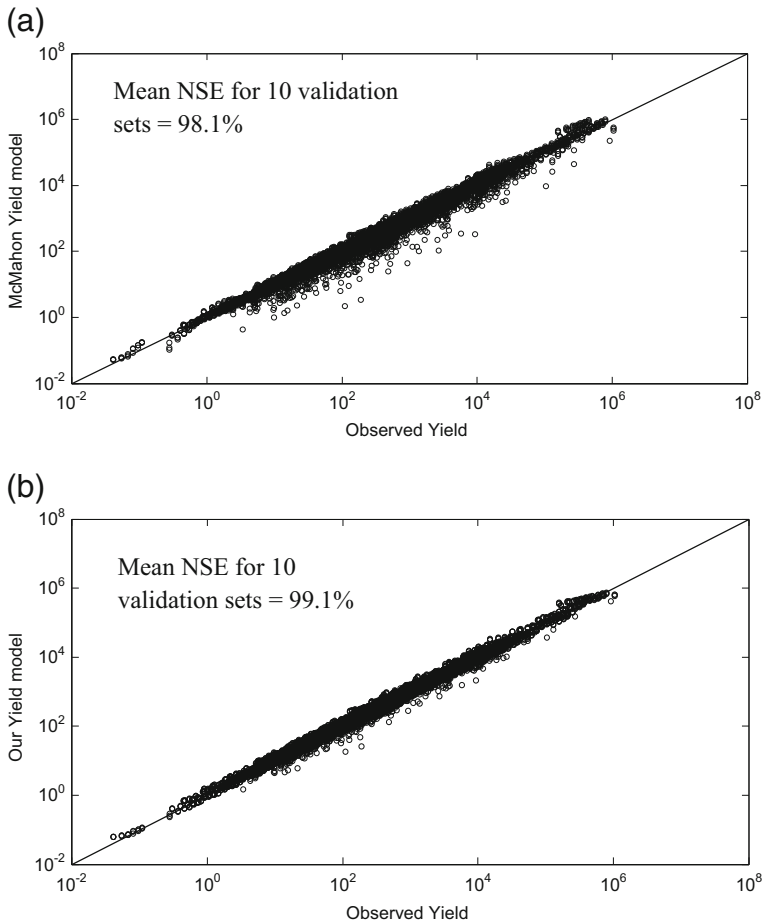 (a)
10^8
10^6
10^4
10^2
10^0
10^-2
McMahon Yield model
Mean NSE for 10 validation
sets = 98.1%
10^-2 10^0 10^2 10^4 10^6 10^8
Observed Yield
(b)
10^8
10^6
10^4
10^2
10^0
10^-2
Our Yield model
Mean NSE for 10
validation sets = 99.1%
10^-2 10^0 10^2 10^4 10^6 10^8
Observed Yield